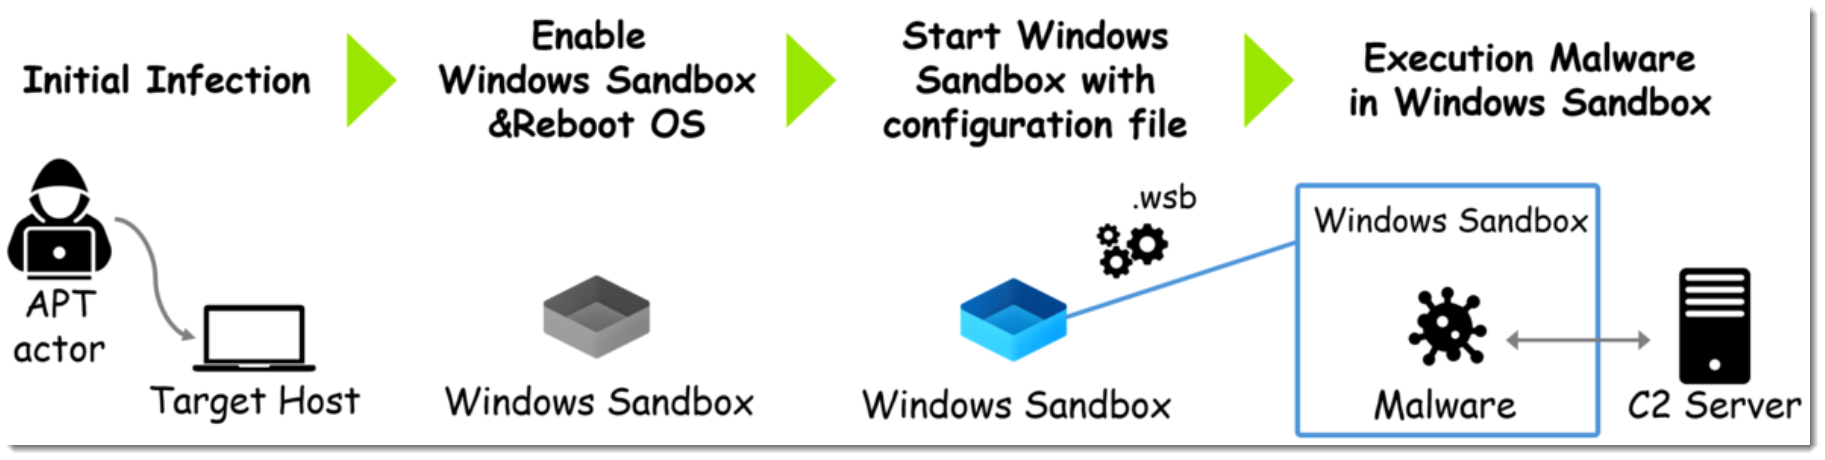 Initial Infection
Enable
Windows Sandbox
&Reboot OS
Start Windows
Sandbox with
configuration file
Execution Malware
in Windows Sandbox
APT
actor
Target Host
Windows Sandbox
.wsb
Windows Sandbox
Windows Sandbox
Malware
C2 Server